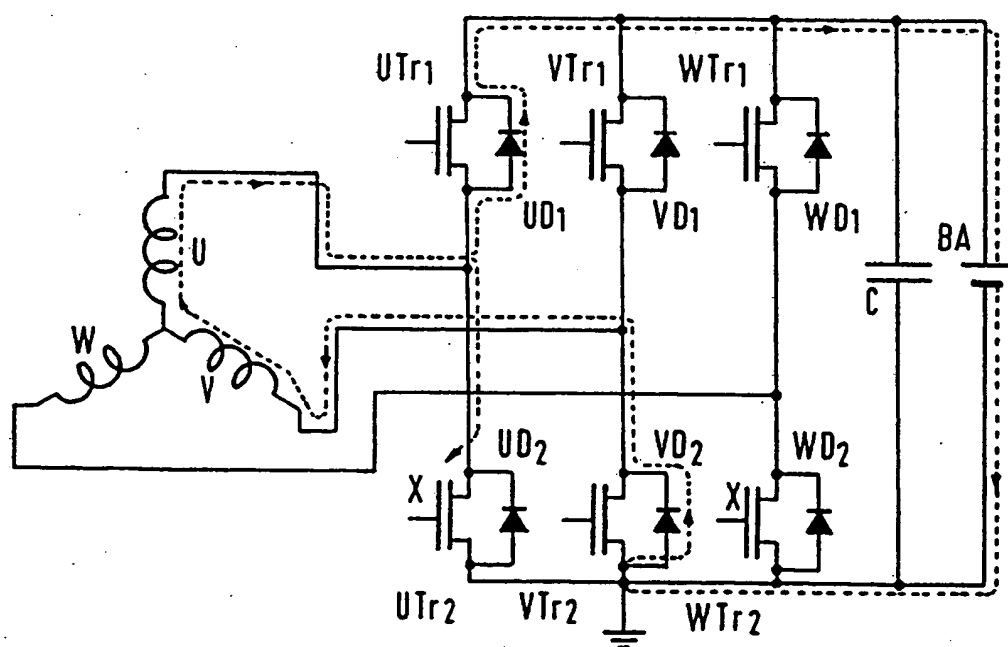 UTr1
VTr1
WTr1
UD1
VD1
WD1
BA
C
U
W
V
UD2
VD2
WD2
X
X
UTr2
VTr2
WTr2